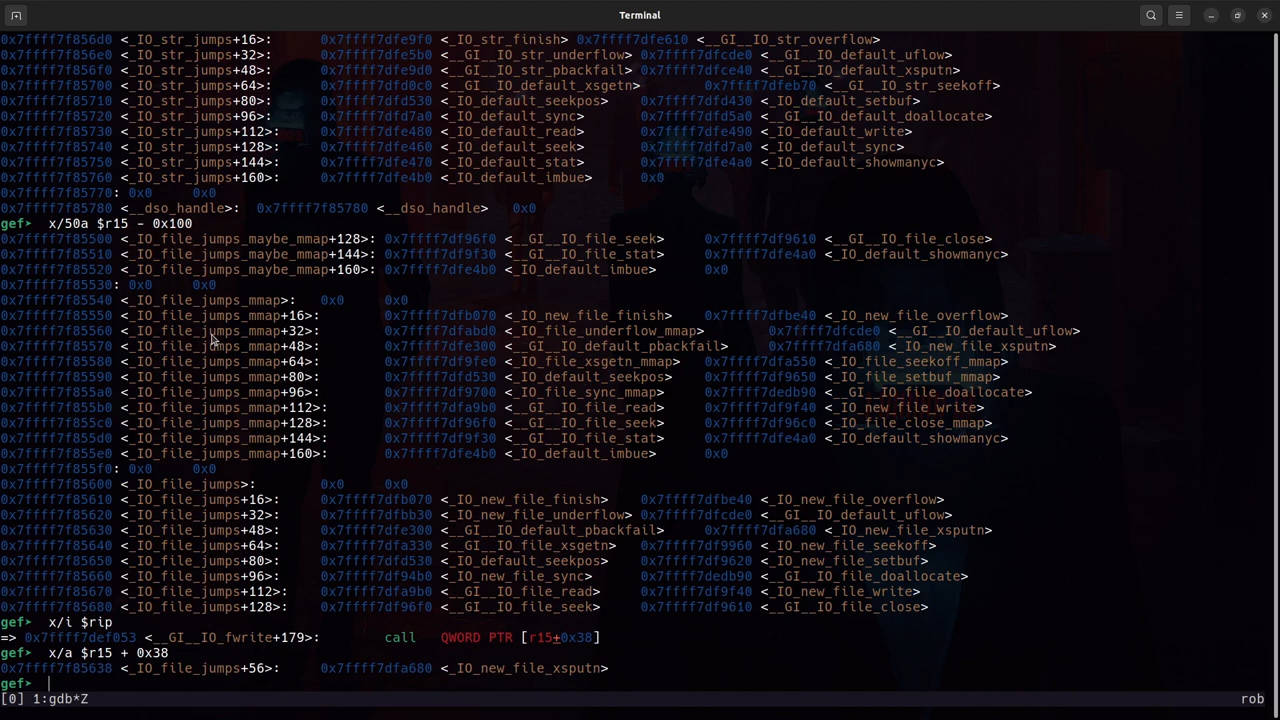 Terminal
0x7ffff7f856d0 <_IO_str_jumps+16>: 0x7ffff7dfe9f0 <_IO_str_finish> 0x7ffff7dfe610 <__GI__IO_str_overflow>
0x7ffff7f856e0 <_IO_str_jumps+32>: 0x7ffff7dfe5b0 <__GI__IO_str_underflow> 0x7ffff7dfcde0 <__GI__IO_default_uflow>
0x7ffff7f856f0 <_IO_str_jumps+48>: 0x7ffff7dfe9d0 <__GI__IO_str_pbackfail> 0x7ffff7dfce40 <__GI__IO_default_xsputn>
0x7ffff7f85700 <_IO_str_jumps+64>: 0x7ffff7dfd0c0 <__GI__IO_default_xsgetn> 0x7ffff7dfeb70 <__GI__IO_str_seekoff>
0x7ffff7f85710 <_IO_str_jumps+80>: 0x7ffff7dfd530 <_IO_default_seekpos> 0x7ffff7dfd430 <_IO_default_setbuf>
0x7ffff7f85720 <_IO_str_jumps+96>: 0x7ffff7dfd7a0 <_IO_default_sync> 0x7ffff7dfd5a0 <__GI__IO_default_doallocate>
0x7ffff7f85730 <_IO_str_jumps+112>: 0x7ffff7dfe480 <_IO_default_read> 0x7ffff7dfe490 <_IO_default_write>
0x7ffff7f85740 <_IO_str_jumps+128>: 0x7ffff7dfe460 <_IO_default_seek> 0x7ffff7dfd7a0 <_IO_default_sync>
0x7ffff7f85750 <_IO_str_jumps+144>: 0x7ffff7dfe470 <_IO_default_stat> 0x7ffff7dfe4a0 <_IO_default_showmanyc>
0x7ffff7f85760 <_IO_str_jumps+160>: 0x7ffff7dfe4b0 <_IO_default_imbue> 0x0
0x7ffff7f85770: 0x0 0x0
0x7ffff7f85780 <__dso_handle>: 0x7ffff7f85780 <__dso_handle> 0x0
gef➤ x/50a $r15 - 0x100
0x7ffff7f85500 <_IO_file_jumps_maybe_mmap+128>: 0x7ffff7df96f0 <__GI__IO_file_seek> 0x7ffff7df9610 <__GI__IO_file_close>
0x7ffff7f85510 <_IO_file_jumps_maybe_mmap+144>: 0x7ffff7df9f30 <__GI__IO_file_stat> 0x7ffff7dfe4a0 <_IO_default_showmanyc>
0x7ffff7f85520 <_IO_file_jumps_maybe_mmap+160>: 0x7ffff7dfe4b0 <_IO_default_imbue> 0x0
0x7ffff7f85530: 0x0 0x0
0x7ffff7f85540 <_IO_file_jumps_mmap>: 0x0 0x0
0x7ffff7f85550 <_IO_file_jumps_mmap+16>: 0x7ffff7dfb070 <_IO_new_file_finish> 0x7ffff7dfbe40 <_IO_new_file_overflow>
0x7ffff7f85560 <_IO_file_jumps_mmap+32>: 0x7ffff7dfabd0 <_IO_file_underflow_mmap> 0x7ffff7dfcde0 <__GI__IO_default_uflow>
0x7ffff7f85570 <_IO_file_jumps_mmap+48>: 0x7ffff7dfe300 <__GI__IO_default_pbackfail> 0x7ffff7dfa680 <_IO_new_file_xsputn>
0x7ffff7f85580 <_IO_file_jumps_mmap+64>: 0x7ffff7df9fe0 <_IO_file_xsgetn_mmap> 0x7ffff7dfa550 <_IO_file_seekoff_mmap>
0x7ffff7f85590 <_IO_file_jumps_mmap+80>: 0x7ffff7dfd530 <_IO_default_seekpos> 0x7ffff7df9650 <_IO_file_setbuf_mmap>
0x7ffff7f855a0 <_IO_file_jumps_mmap+96>: 0x7ffff7df9700 <_IO_file_sync_mmap> 0x7ffff7dedb90 <__GI__IO_file_doallocate>
0x7ffff7f855b0 <_IO_file_jumps_mmap+112>: 0x7ffff7dfa9b0 <__GI__IO_file_read> 0x7ffff7df9f40 <_IO_new_file_write>
0x7ffff7f855c0 <_IO_file_jumps_mmap+128>: 0x7ffff7df96f0 <__GI__IO_file_seek> 0x7ffff7df96c0 <_IO_file_close_mmap>
0x7ffff7f855d0 <_IO_file_jumps_mmap+144>: 0x7ffff7df9f30 <__GI__IO_file_stat> 0x7ffff7dfe4a0 <_IO_default_showmanyc>
0x7ffff7f855e0 <_IO_file_jumps_mmap+160>: 0x7ffff7dfe4b0 <_IO_default_imbue> 0x0
0x7ffff7f855f0: 0x0 0x0
0x7ffff7f85600 <_IO_file_jumps>: 0x0 0x0
0x7ffff7f85610 <_IO_file_jumps+16>: 0x7ffff7dfb070 <_IO_new_file_finish> 0x7ffff7dfbe40 <_IO_new_file_overflow>
0x7ffff7f85620 <_IO_file_jumps+32>: 0x7ffff7dfbb30 <_IO_new_file_underflow> 0x7ffff7dfcde0 <__GI__IO_default_uflow>
0x7ffff7f85630 <_IO_file_jumps+48>: 0x7ffff7dfe300 <__GI__IO_default_pbackfail> 0x7ffff7dfa680 <_IO_new_file_xsputn>
0x7ffff7f85640 <_IO_file_jumps+64>: 0x7ffff7dfa330 <__GI__IO_file_xsgetn> 0x7ffff7df9960 <_IO_new_file_seekoff>
0x7ffff7f85650 <_IO_file_jumps+80>: 0x7ffff7dfd530 <_IO_default_seekpos> 0x7ffff7df9620 <_IO_new_file_setbuf>
0x7ffff7f85660 <_IO_file_jumps+96>: 0x7ffff7df94b0 <_IO_new_file_sync> 0x7ffff7dedb90 <__GI__IO_file_doallocate>
0x7ffff7f85670 <_IO_file_jumps+112>: 0x7ffff7dfa9b0 <__GI__IO_file_read> 0x7ffff7df9f40 <_IO_new_file_write>
0x7ffff7f85680 <_IO_file_jumps+128>: 0x7ffff7df96f0 <__GI__IO_file_seek> 0x7ffff7df9610 <__GI__IO_file_close>
gef➤ x/i $rip
=> 0x7ffff7def053 <__GI__IO_fwrite+179>: call QWORD PTR [r15+0x38]
gef➤ x/a $r15 + 0x38
0x7ffff7f85638 <_IO_file_jumps+56>: 0x7ffff7dfa680 <_IO_new_file_xsputn>
gef➤
[0] 1:gdb*Z rob